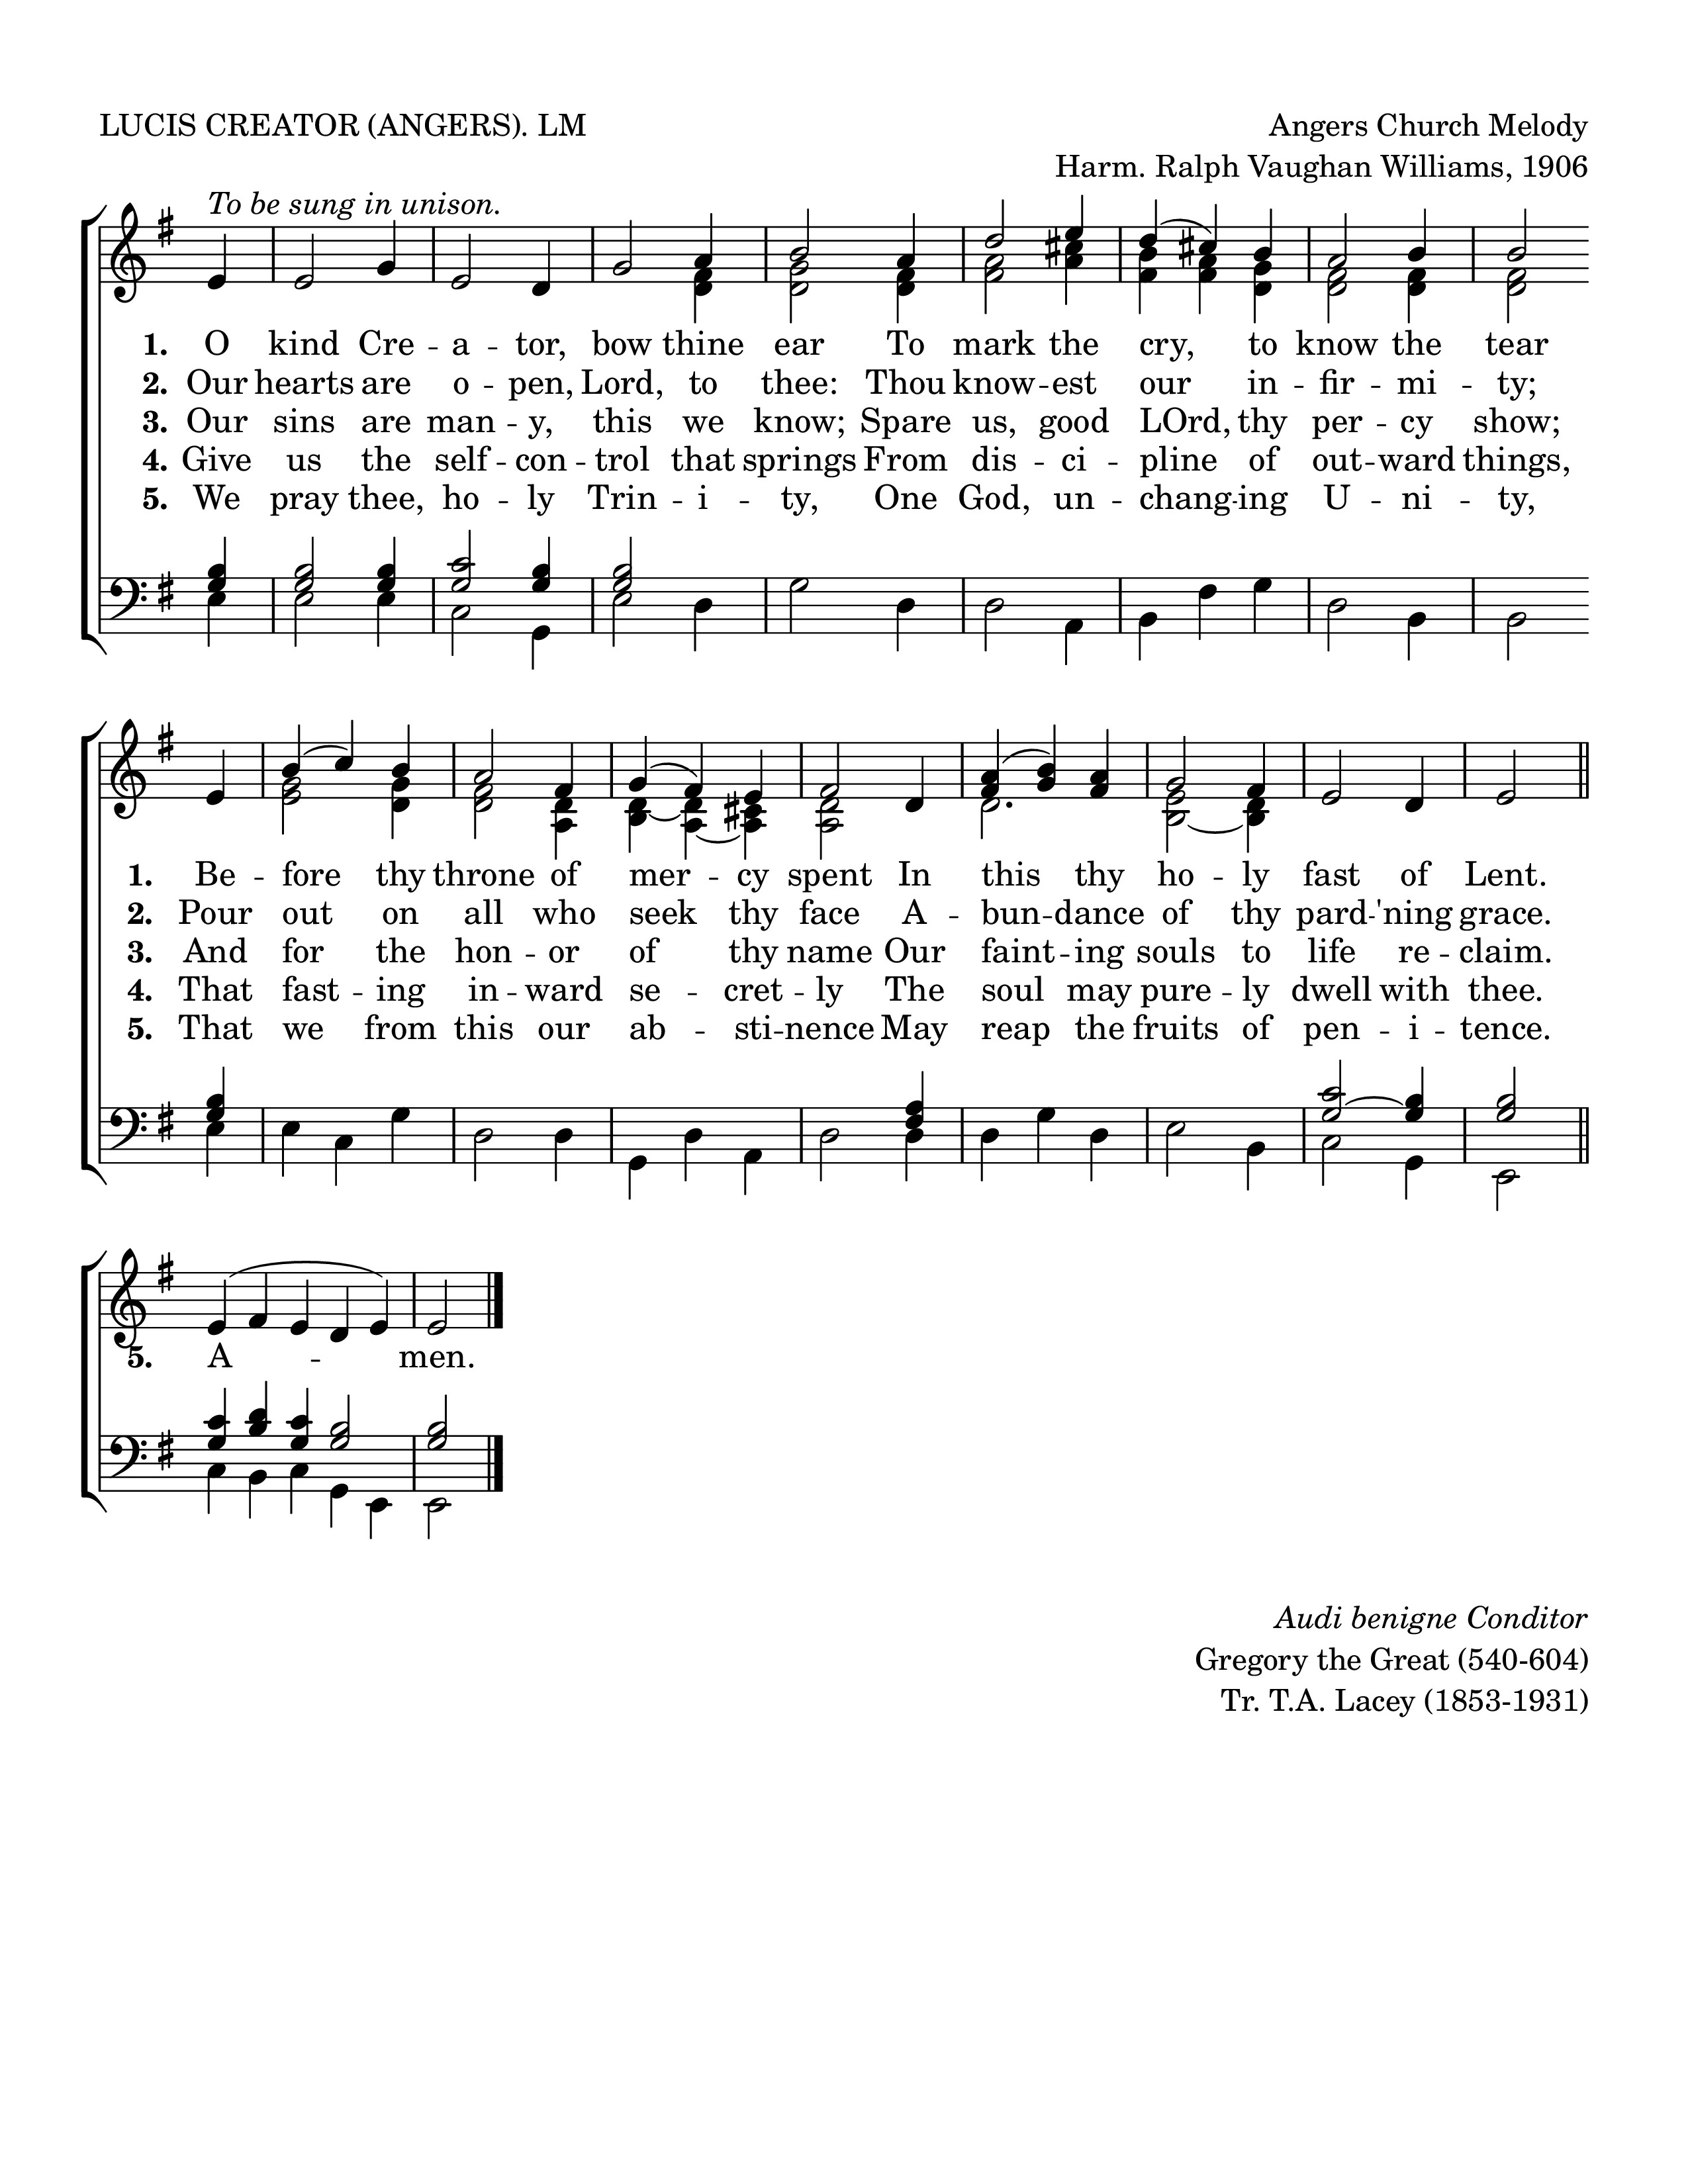 LUCIS CREATOR (ANGERS). LM
Angers Church Melody
Harm. Ralph Vaughan Williams, 1906
To be sung in unison.
1. O kind Cre -- a -- tor, bow thine ear To mark the cry, to know the tear
2. Our hearts are o -- pen, Lord, to thee: Thou know -- est our in -- fir -- mi -- ty;
3. Our sins are man -- y, this we know; Spare us, good LOrd, thy per -- cy show;
4. Give us the self -- con -- trol that springs From dis -- ci -- pline of out -- ward things,
5. We pray thee, ho -- ly Trin -- i -- ty, One God, un -- chang -- ing U -- ni -- ty,
1. Be -- fore thy throne of mer -- cy spent In this thy ho -- ly fast of Lent.
2. Pour out on all who seek thy face A -- bun -- dance of thy pard -- 'ning grace.
3. And for the hon -- or of thy name Our faint -- ing souls to life re -- claim.
4. That fast -- ing in -- ward se -- cret -- ly The soul may pure -- ly dwell with thee.
5. That we from this our ab -- sti -- nence May reap the fruits of pen -- i -- tence.
5. A -- men.
Audi benigne Conditor
Gregory the Great (540-604)
Tr. T.A. Lacey (1853-1931)